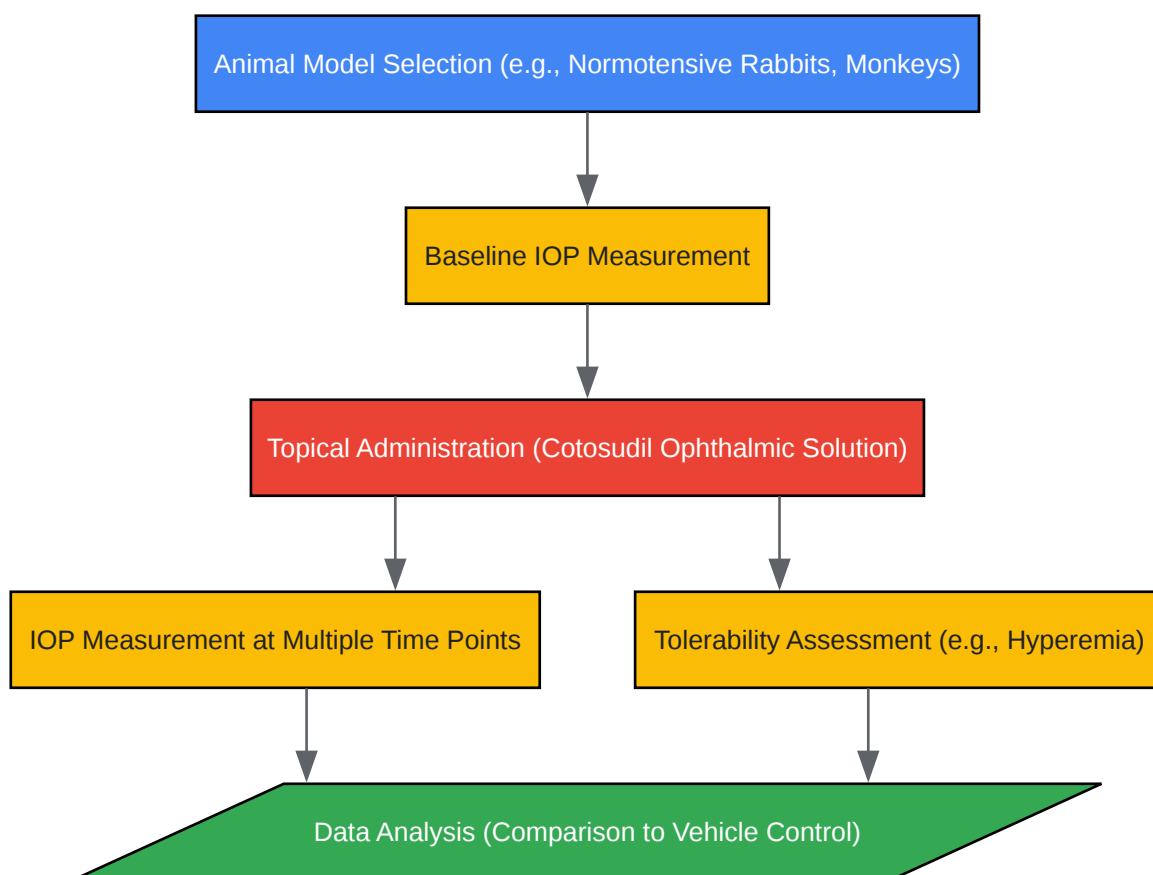 Animal Model Selection (e.g., Normotensive Rabbits, Monkeys)
Baseline IOP Measurement
Topical Administration (Cotosudil Ophthalmic Solution)
IOP Measurement at Multiple Time Points
Tolerability Assessment (e.g., Hyperemia)
Data Analysis (Comparison to Vehicle Control)